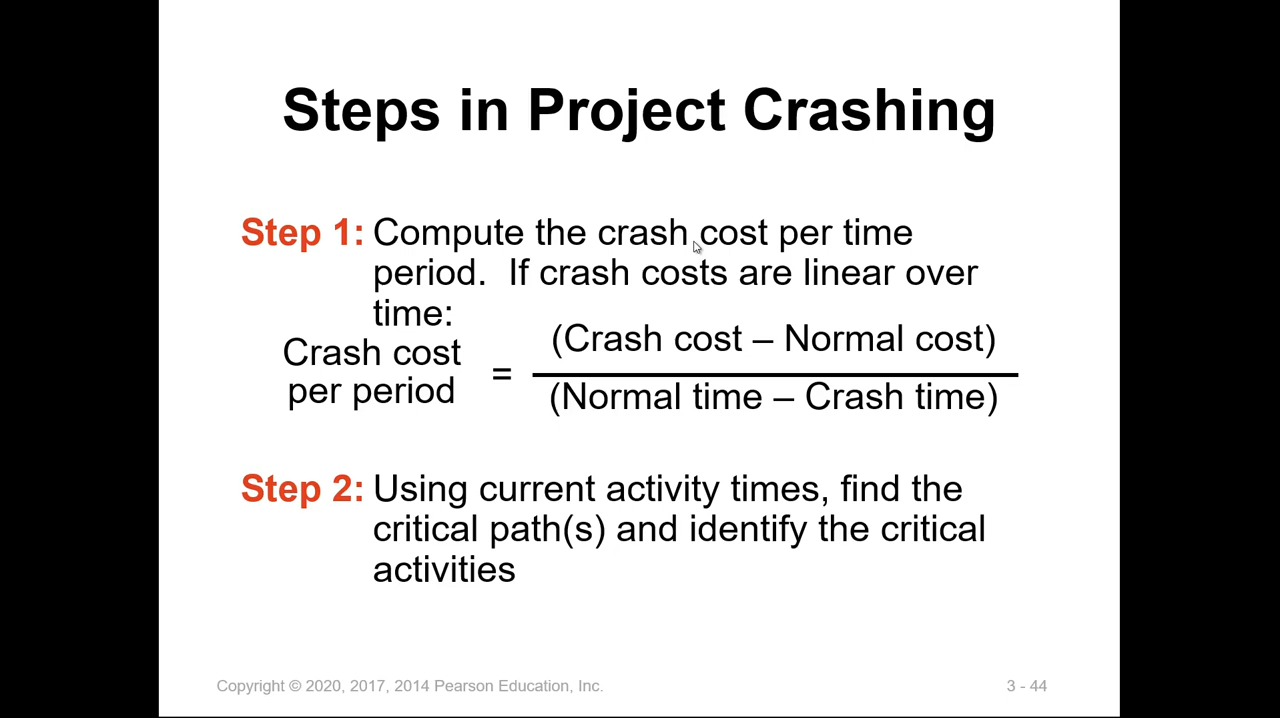 Steps in Project Crashing
Step 1: Compute the crash cost per time
period.  If crash costs are linear over
time:
Crash cost
per period
=
(Crash cost – Normal cost)
(Normal time – Crash time)
Step 2: Using current activity times, find the
critical path(s) and identify the critical
activities
Copyright © 2020, 2017, 2014 Pearson Education, Inc.
3 - 44